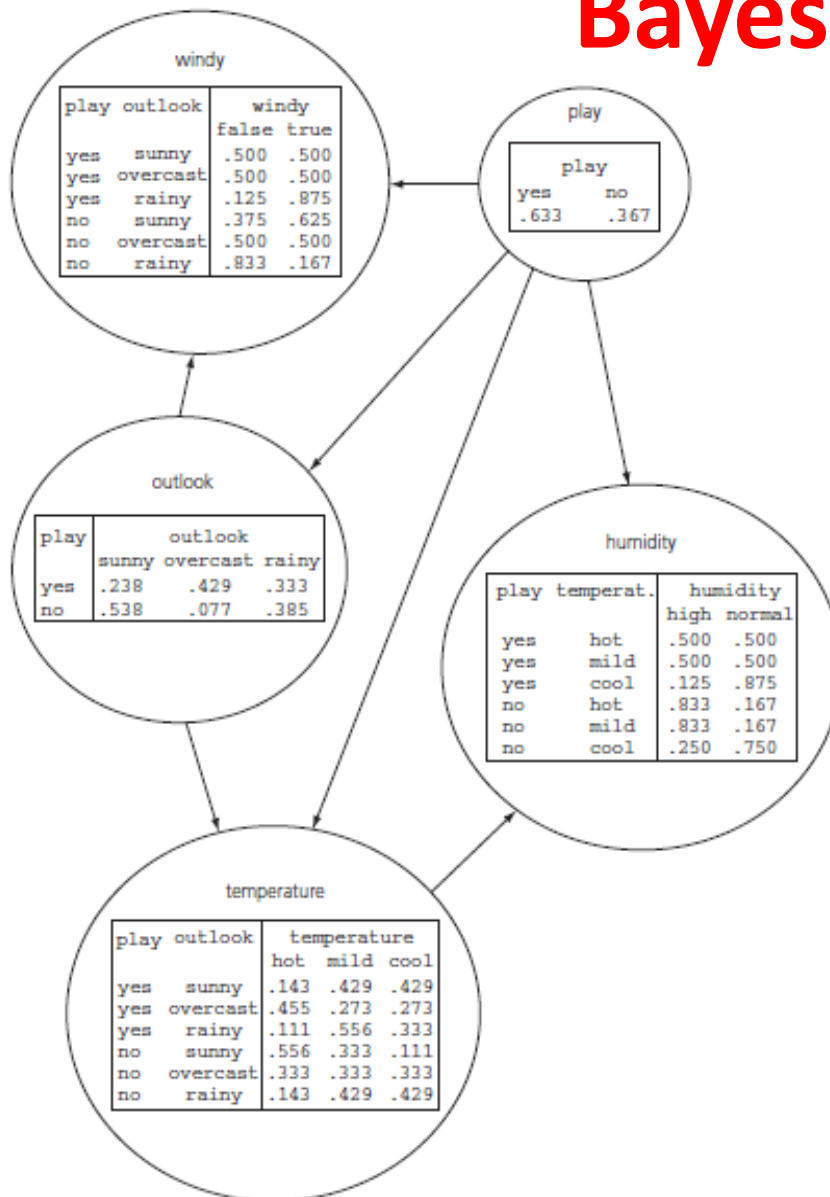 Bayes
windy
play outlook windy
false true
yes sunny .500 .500
yes overcast .500 .500
yes rainy .125 .875
no sunny .375 .625
no overcast .500 .500
no rainy .833 .167
play
play
yes no
.633 .367
outlook
play outlook
sunny overcast rainy
yes .238 .429 .333
no .538 .077 .385
humidity
play temperat. humidity
high normal
yes hot .500 .500
yes mild .500 .500
yes cool .125 .875
no hot .833 .167
no mild .833 .167
no cool .250 .750
temperature
play outlook temperature
hot mild cool
yes sunny .143 .429 .429
yes overcast .455 .273 .273
yes rainy .111 .556 .333
no sunny .556 .333 .111
no overcast .333 .333 .333
no rainy .143 .429 .429